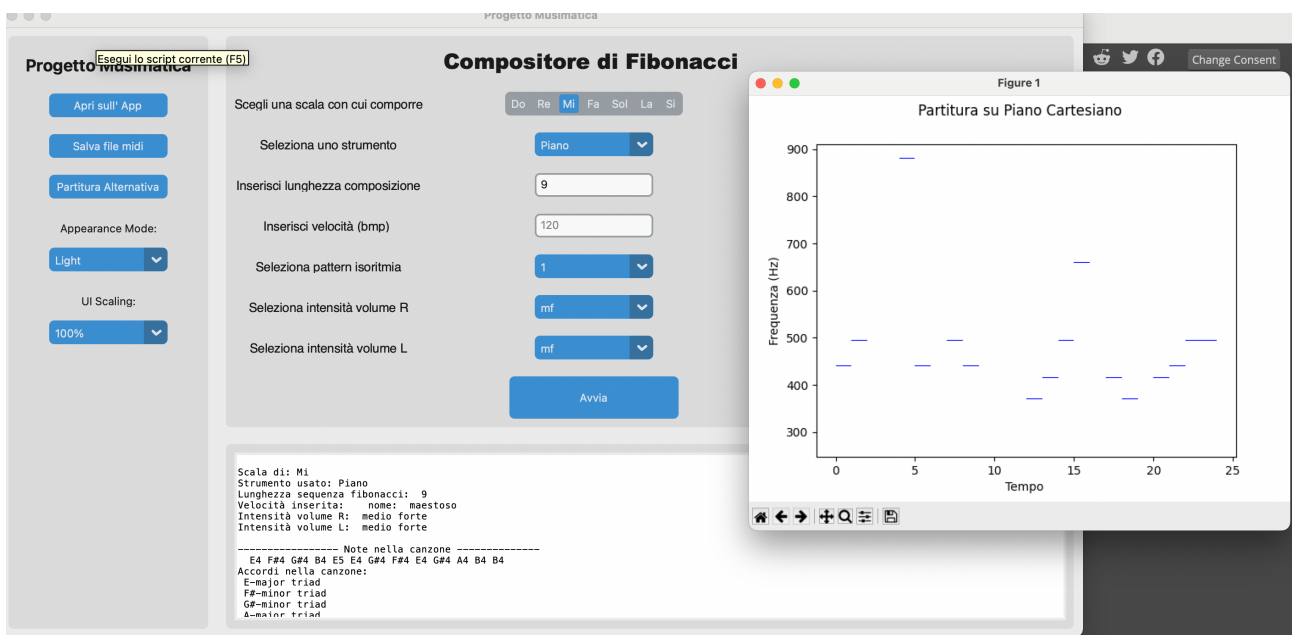 Progetto Musimatica
Progetto Musimatica
Esegui lo script corrente (F5)
Apri sull' App
Salva file midi
Partitura Alternativa
Appearance Mode:
Light
UI Scaling:
100%
Compositore di Fibonacci
Scegli una scala con cui comporre
Do Re Mi Fa Sol La Si
Seleziona uno strumento
Piano
Inserisci lunghezza composizione
9
Inserisci velocità (bmp)
120
Seleziona pattern isoritmia
1
Seleziona intensità volume R
mf
Seleziona intensità volume L
mf
Avvia
Scala di: Mi
Strumento usato: Piano
Lunghezza sequenza fibonacci: 9
Velocità inserita: nome: maestoso
Intensità volume R: medio forte
Intensità volume L: medio forte
----------------- Note nella canzone --------------
E4 F#4 G#4 B4 E5 E4 G#4 F#4 E4 G#4 A4 B4 B4
Accordi nella canzone:
E-major triad
F#-minor triad
G#-minor triad
A-major triad
Change Consent
Figure 1
Partitura su Piano Cartesiano
900
800
700
600
500
400
300
Frequenza (Hz)
0 5 10 15 20 25
Tempo